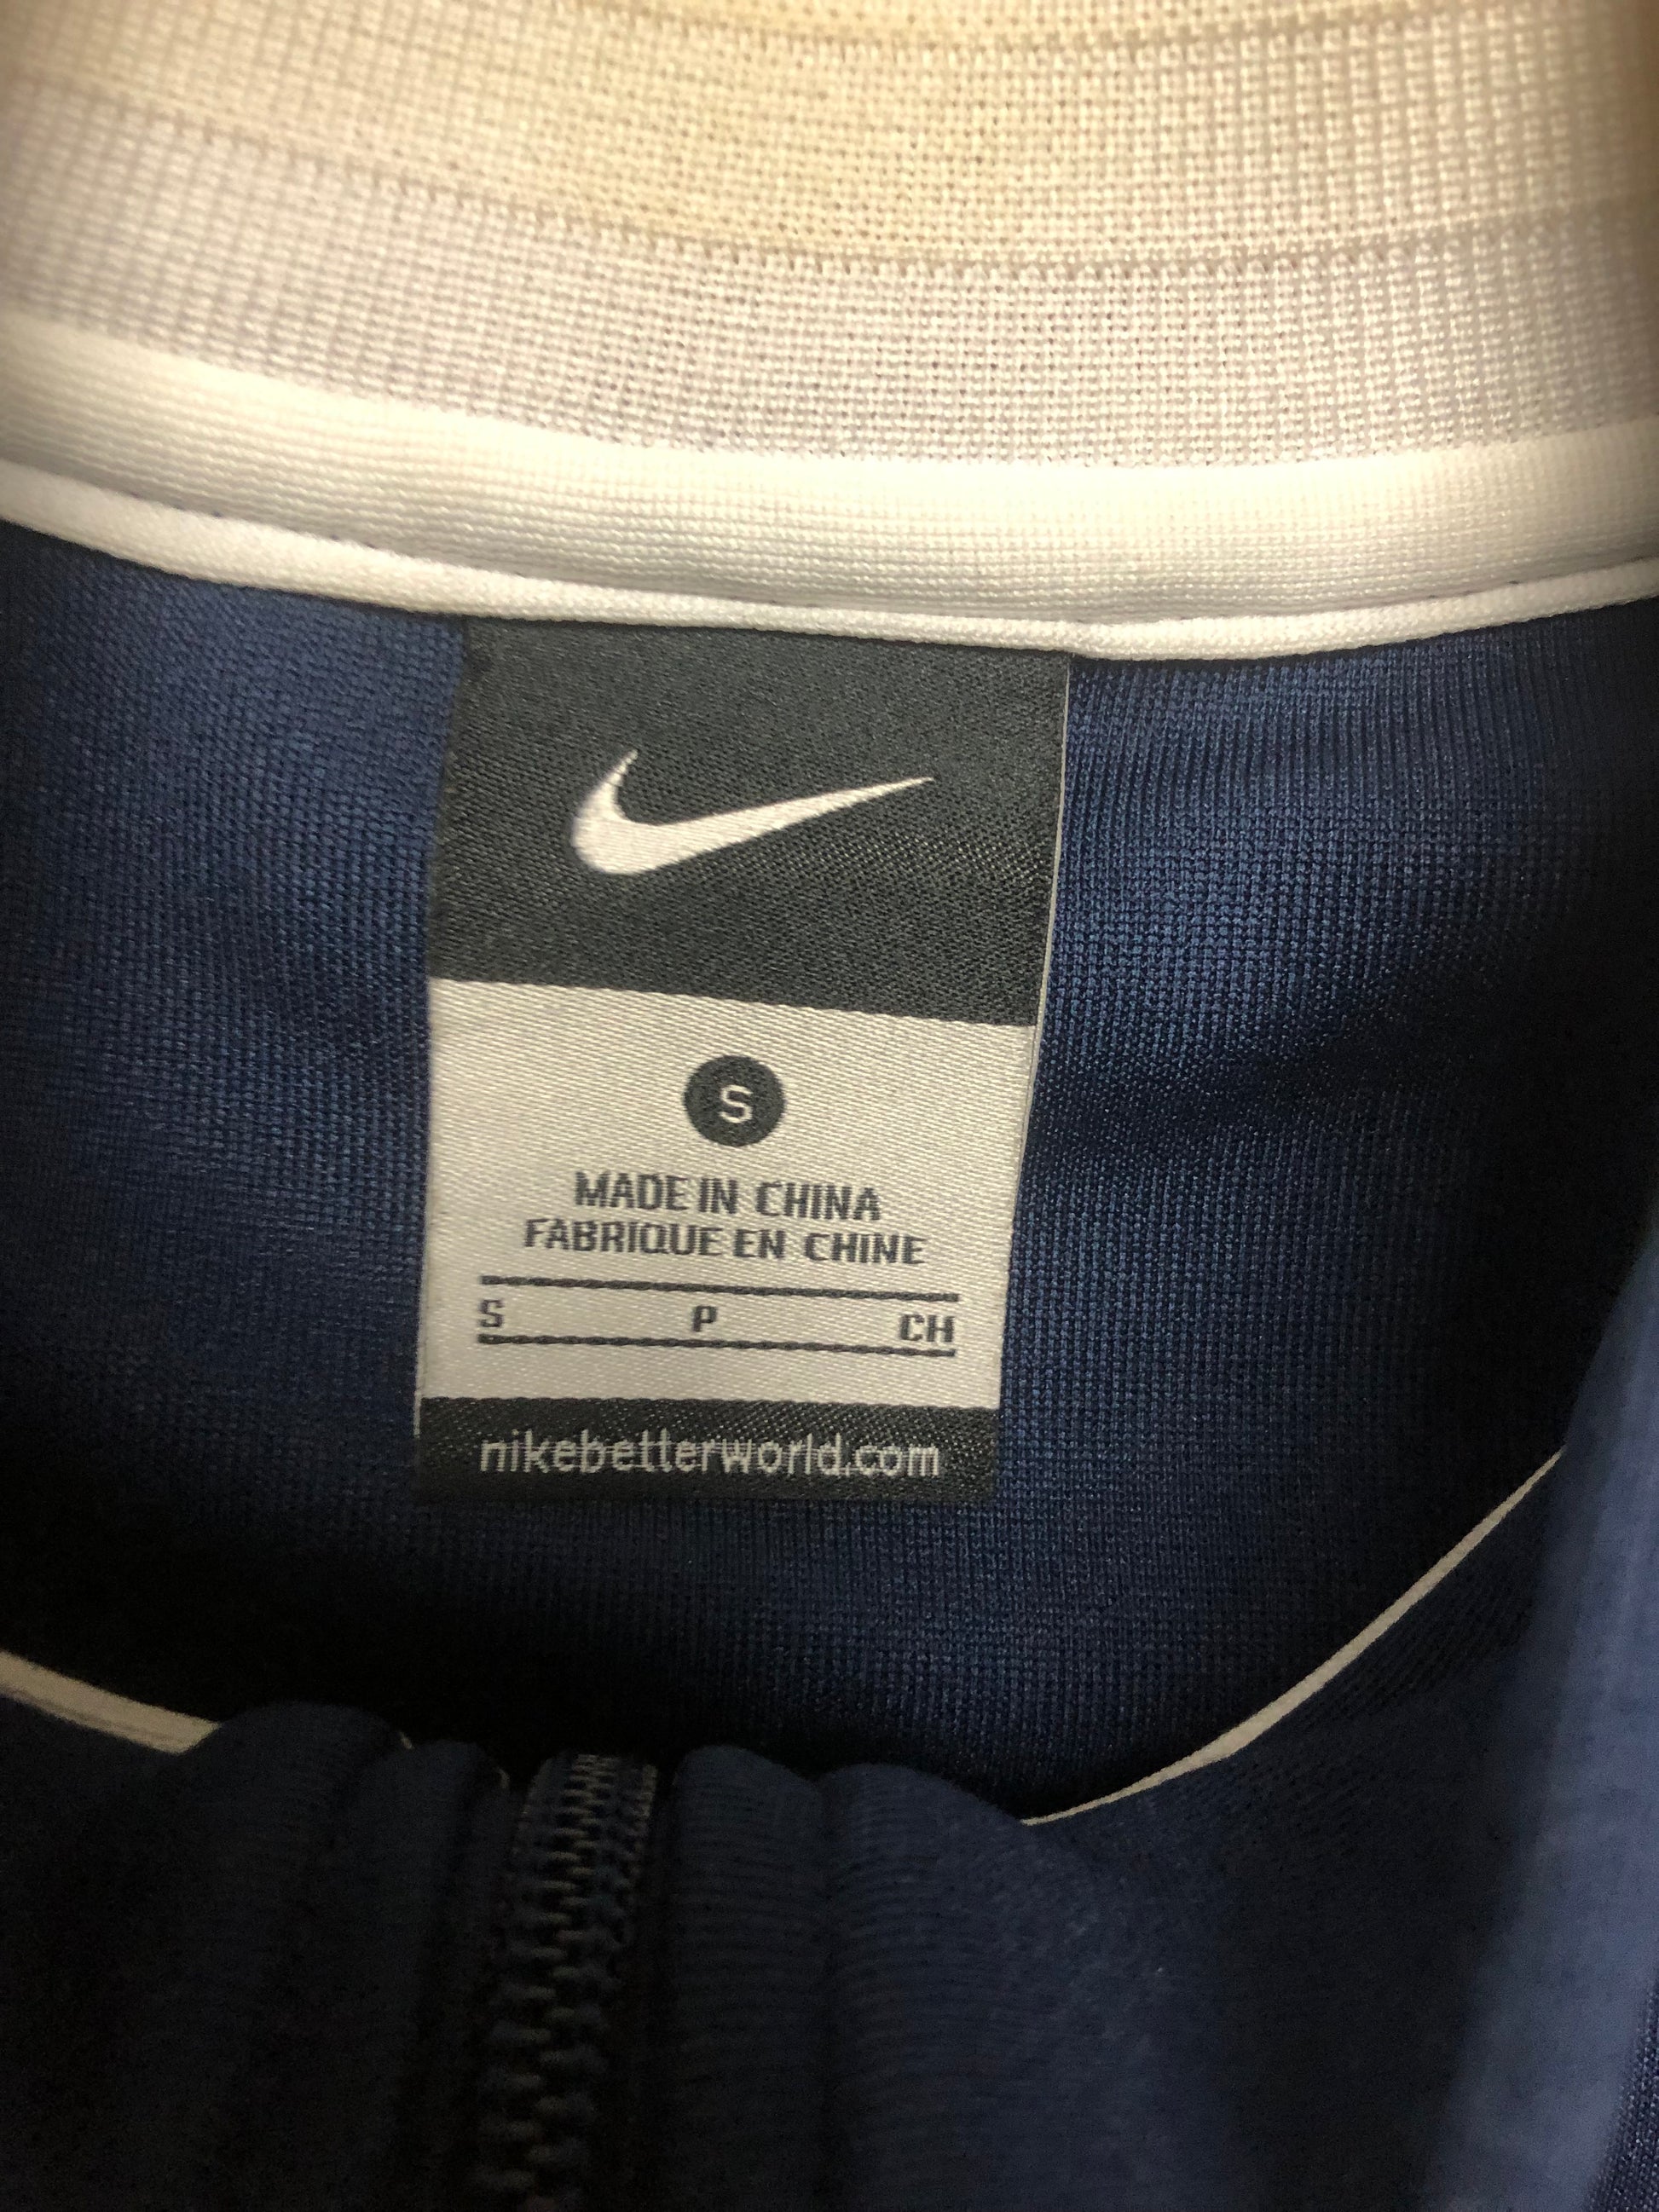 S
MADE IN CHINA
FABRIQUE EN CHINE
S P CH
nikebetterworld.com